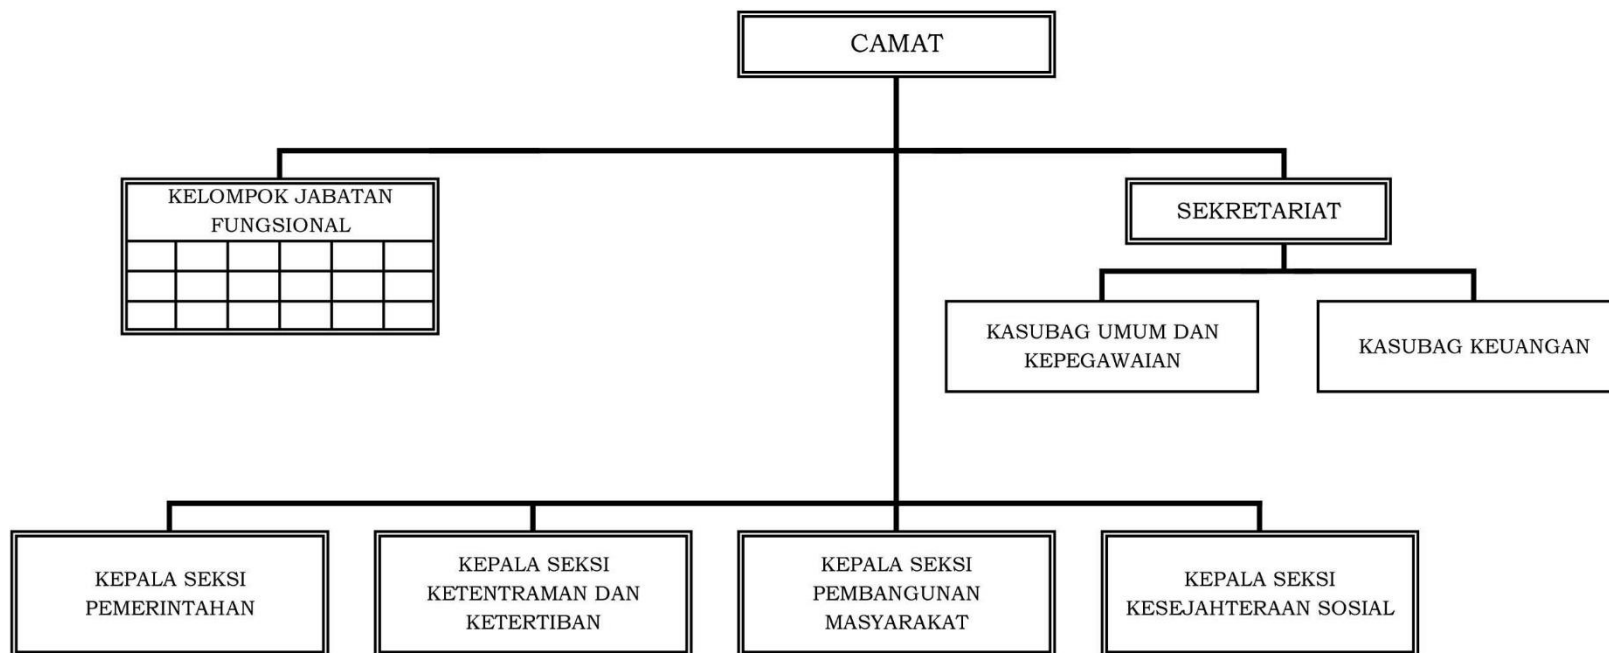 CAMAT
KELOMPOK JABATAN
FUNGSIONAL
SEKRETARIAT
KASUBAG UMUM DAN
KEPEGAWAIAN
KASUBAG KEUANGAN
KEPALA SEKSI
PEMERINTAHAN
KEPALA SEKSI
KETENTRAMAN DAN
KETERTIBAN
KEPALA SEKSI
PEMBANGUNAN
MASYARAKAT
KEPALA SEKSI
KESEJAHTERAAN SOSIAL